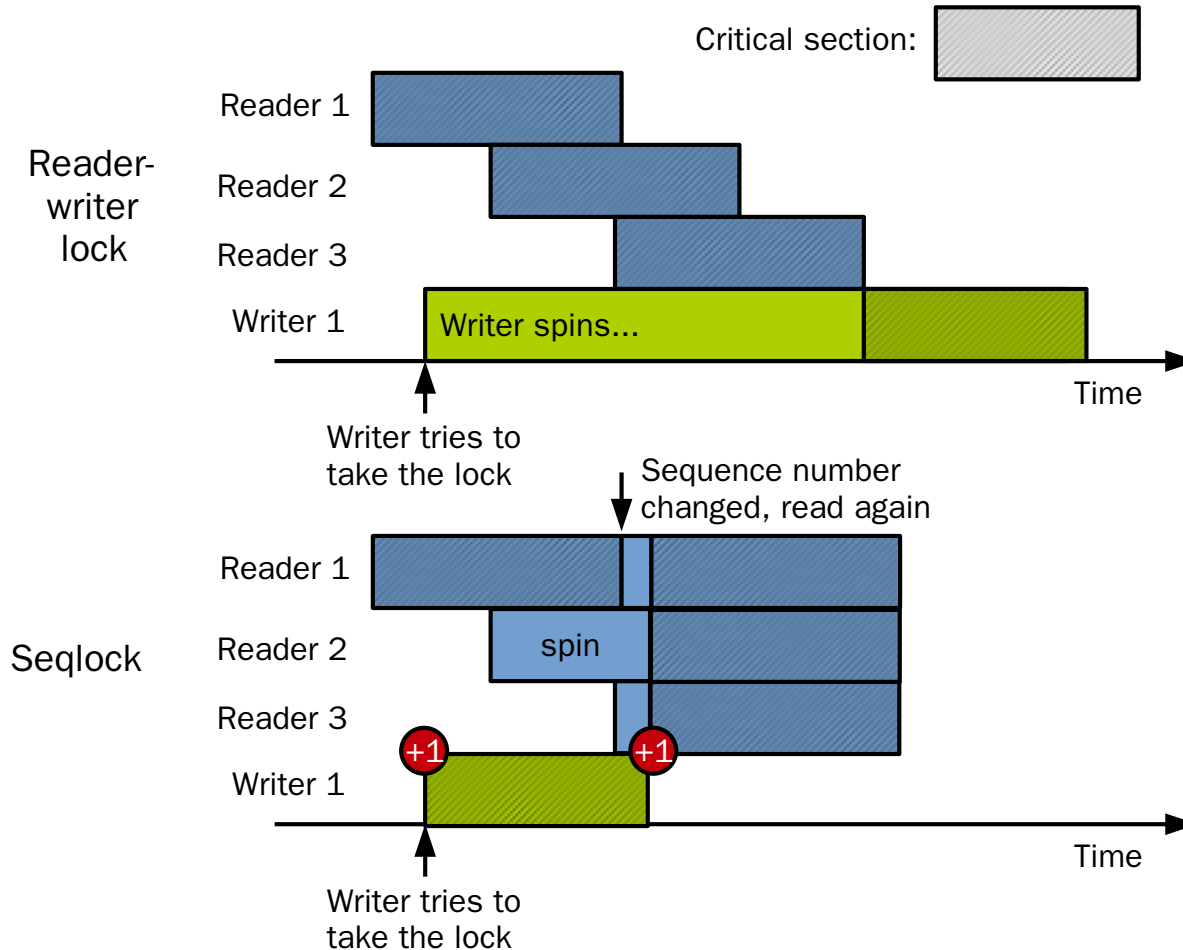 Critical section:
Reader 1
Reader-
writer
lock
Reader 2
Reader 3
Writer 1
Writer spins...
Time
Writer tries to
take the lock
Sequence number
changed, read again
Reader 1
Seqlock
Reader 2
spin
Reader 3
+1
+1
Writer 1
Time
Writer tries to
take the lock